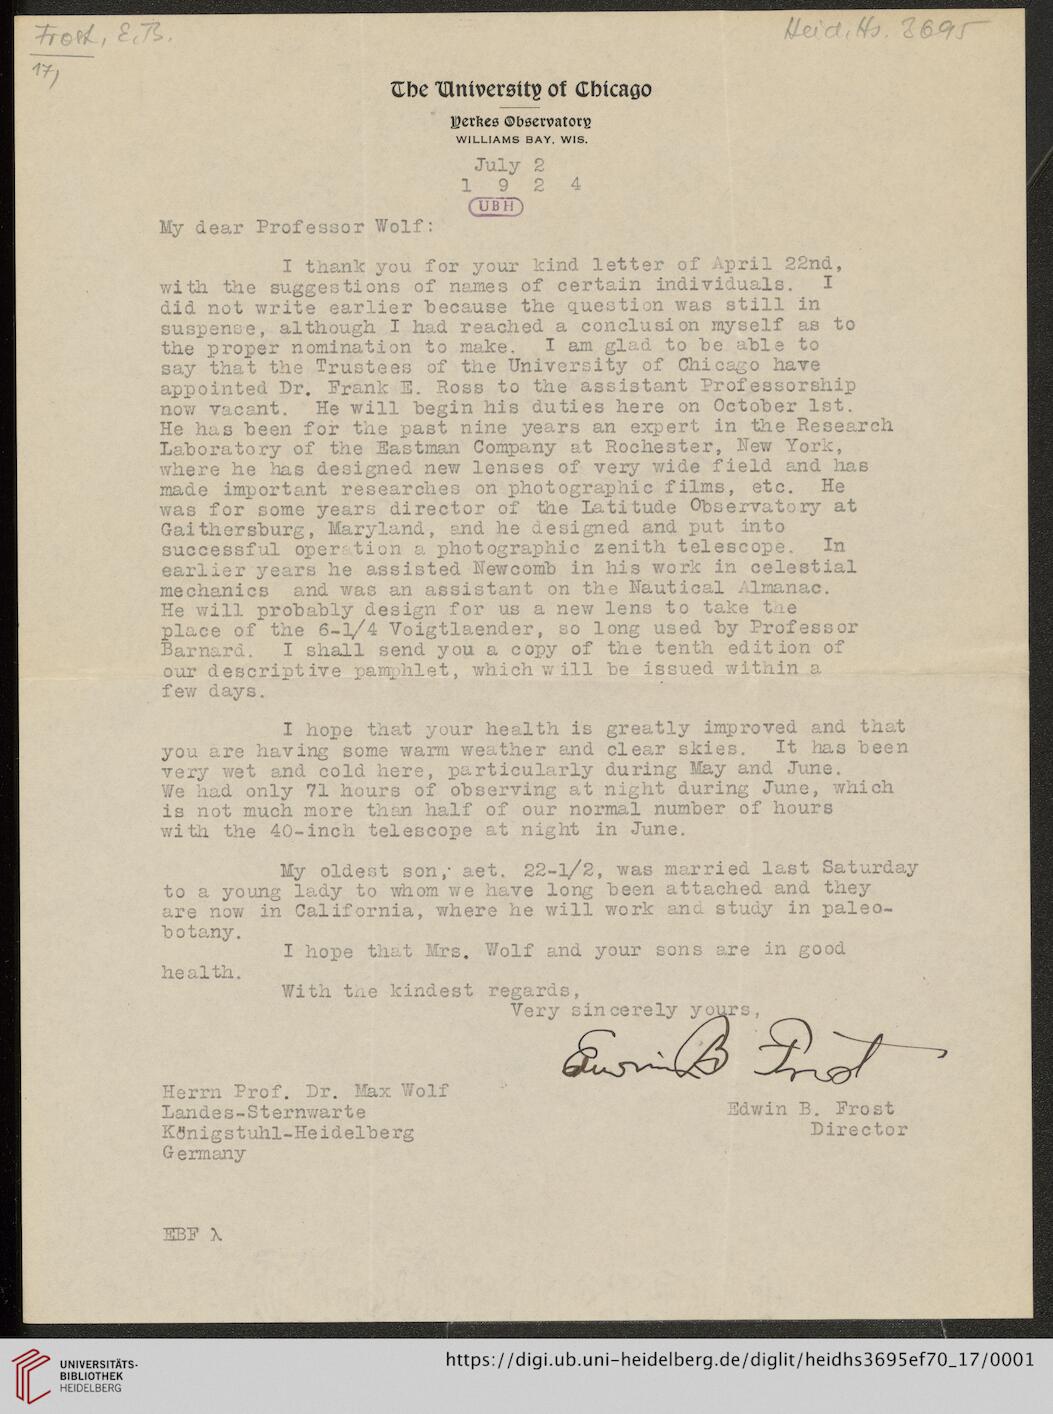 Frost, E.B.
Heid. Hs. 3695
17)
The University of Chicago
Yerkes Observatory
WILLIAMS BAY, WIS.
July 2
1 9 2 4
UBH
My dear Professor Wolf:
I thank you for your kind letter of April 22nd,
with the suggestions of names of certain individuals. I
did not write earlier because the question was still in
suspense, although I had reached a conclusion myself as to
the proper nomination to make. I am glad to be able to
say that the Trustees of the University of Chicago have
appointed Dr. Frank E. Ross to the assistant Professorship
now vacant. He will begin his duties here on October 1st.
He has been for the past nine years an expert in the Research
Laboratory of the Eastman Company at Rochester, New York,
where he has designed new lenses of very wide field and has
made important researches on photographic films, etc. He
was for some years director of the Latitude Observatory at
Gaithersburg, Maryland, and he designed and put into
successful operation a photographic zenith telescope. In
earlier years he assisted Newcomb in his work in celestial
mechanics and was an assistant on the Nautical Almanac.
He will probably design for us a new lens to take the
place of the 6-1/4 Voigtlaender, so long used by Professor
Barnard. I shall send you a copy of the tenth edition of
our descriptive pamphlet, which will be issued within a
few days.
I hope that your health is greatly improved and that
you are having some warm weather and clear skies. It has been
very wet and cold here, particularly during May and June.
We had only 71 hours of observing at night during June, which
is not much more than half of our normal number of hours
with the 40-inch telescope at night in June.
My oldest son, aet. 22-1/2, was married last Saturday
to a young lady to whom we have long been attached and they
are now in California, where he will work and study in paleo-
botany.
I hope that Mrs. Wolf and your sons are in good
health.
With the kindest regards,
Very sincerely yours,
Edwin B Frost
Herrn Prof. Dr. Max Wolf
Edwin B. Frost
Landes-Sternwarte
Director
Königstuhl-Heidelberg
Germany
EBF λ
UNIVERSITÄTS-
BIBLIOTHEK
HEIDELBERG
https://digi.ub.uni-heidelberg.de/diglit/heidhs3695ef70_17/0001